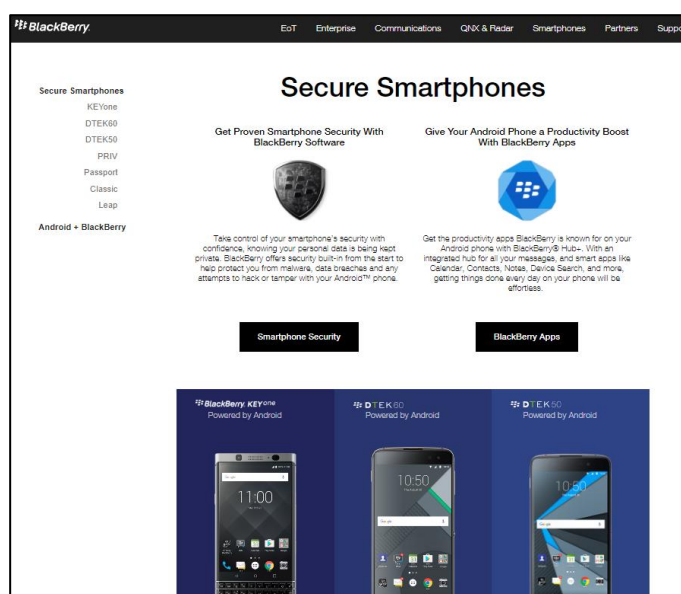 BlackBerry.
EoT Enterprise Communications QNX & Radar Smartphones Partners Suppo
Secure Smartphones
KEYone
DTEK60
DTEK50
PRIV
Passport
Classic
Leap
Android + BlackBerry
Secure Smartphones
Get Proven Smartphone Security With
BlackBerry Software
Take control of your smartphone's security with
confidence, knowing your personal data is being kept
private. BlackBerry offers security built-in from the start to
help protect you from malware, data breaches and any
attempts to hack or tamper with your Android™ phone.
Smartphone Security
Give Your Android Phone a Productivity Boost
With BlackBerry Apps
Get the productivity apps BlackBerry is known for on your
Android phone with BlackBerry® Hub+. With an
integrated hub for all your messages, and smart apps like
Calendar, Contacts, Notes, Device Search, and more,
getting things done every day on your phone will be
effortless.
BlackBerry Apps
BlackBerry KEYone
Powered by Android
11:00
Google
DTEK60
Powered by Android
10:50
Google
DTEK50
Powered by Android
10:50
Google